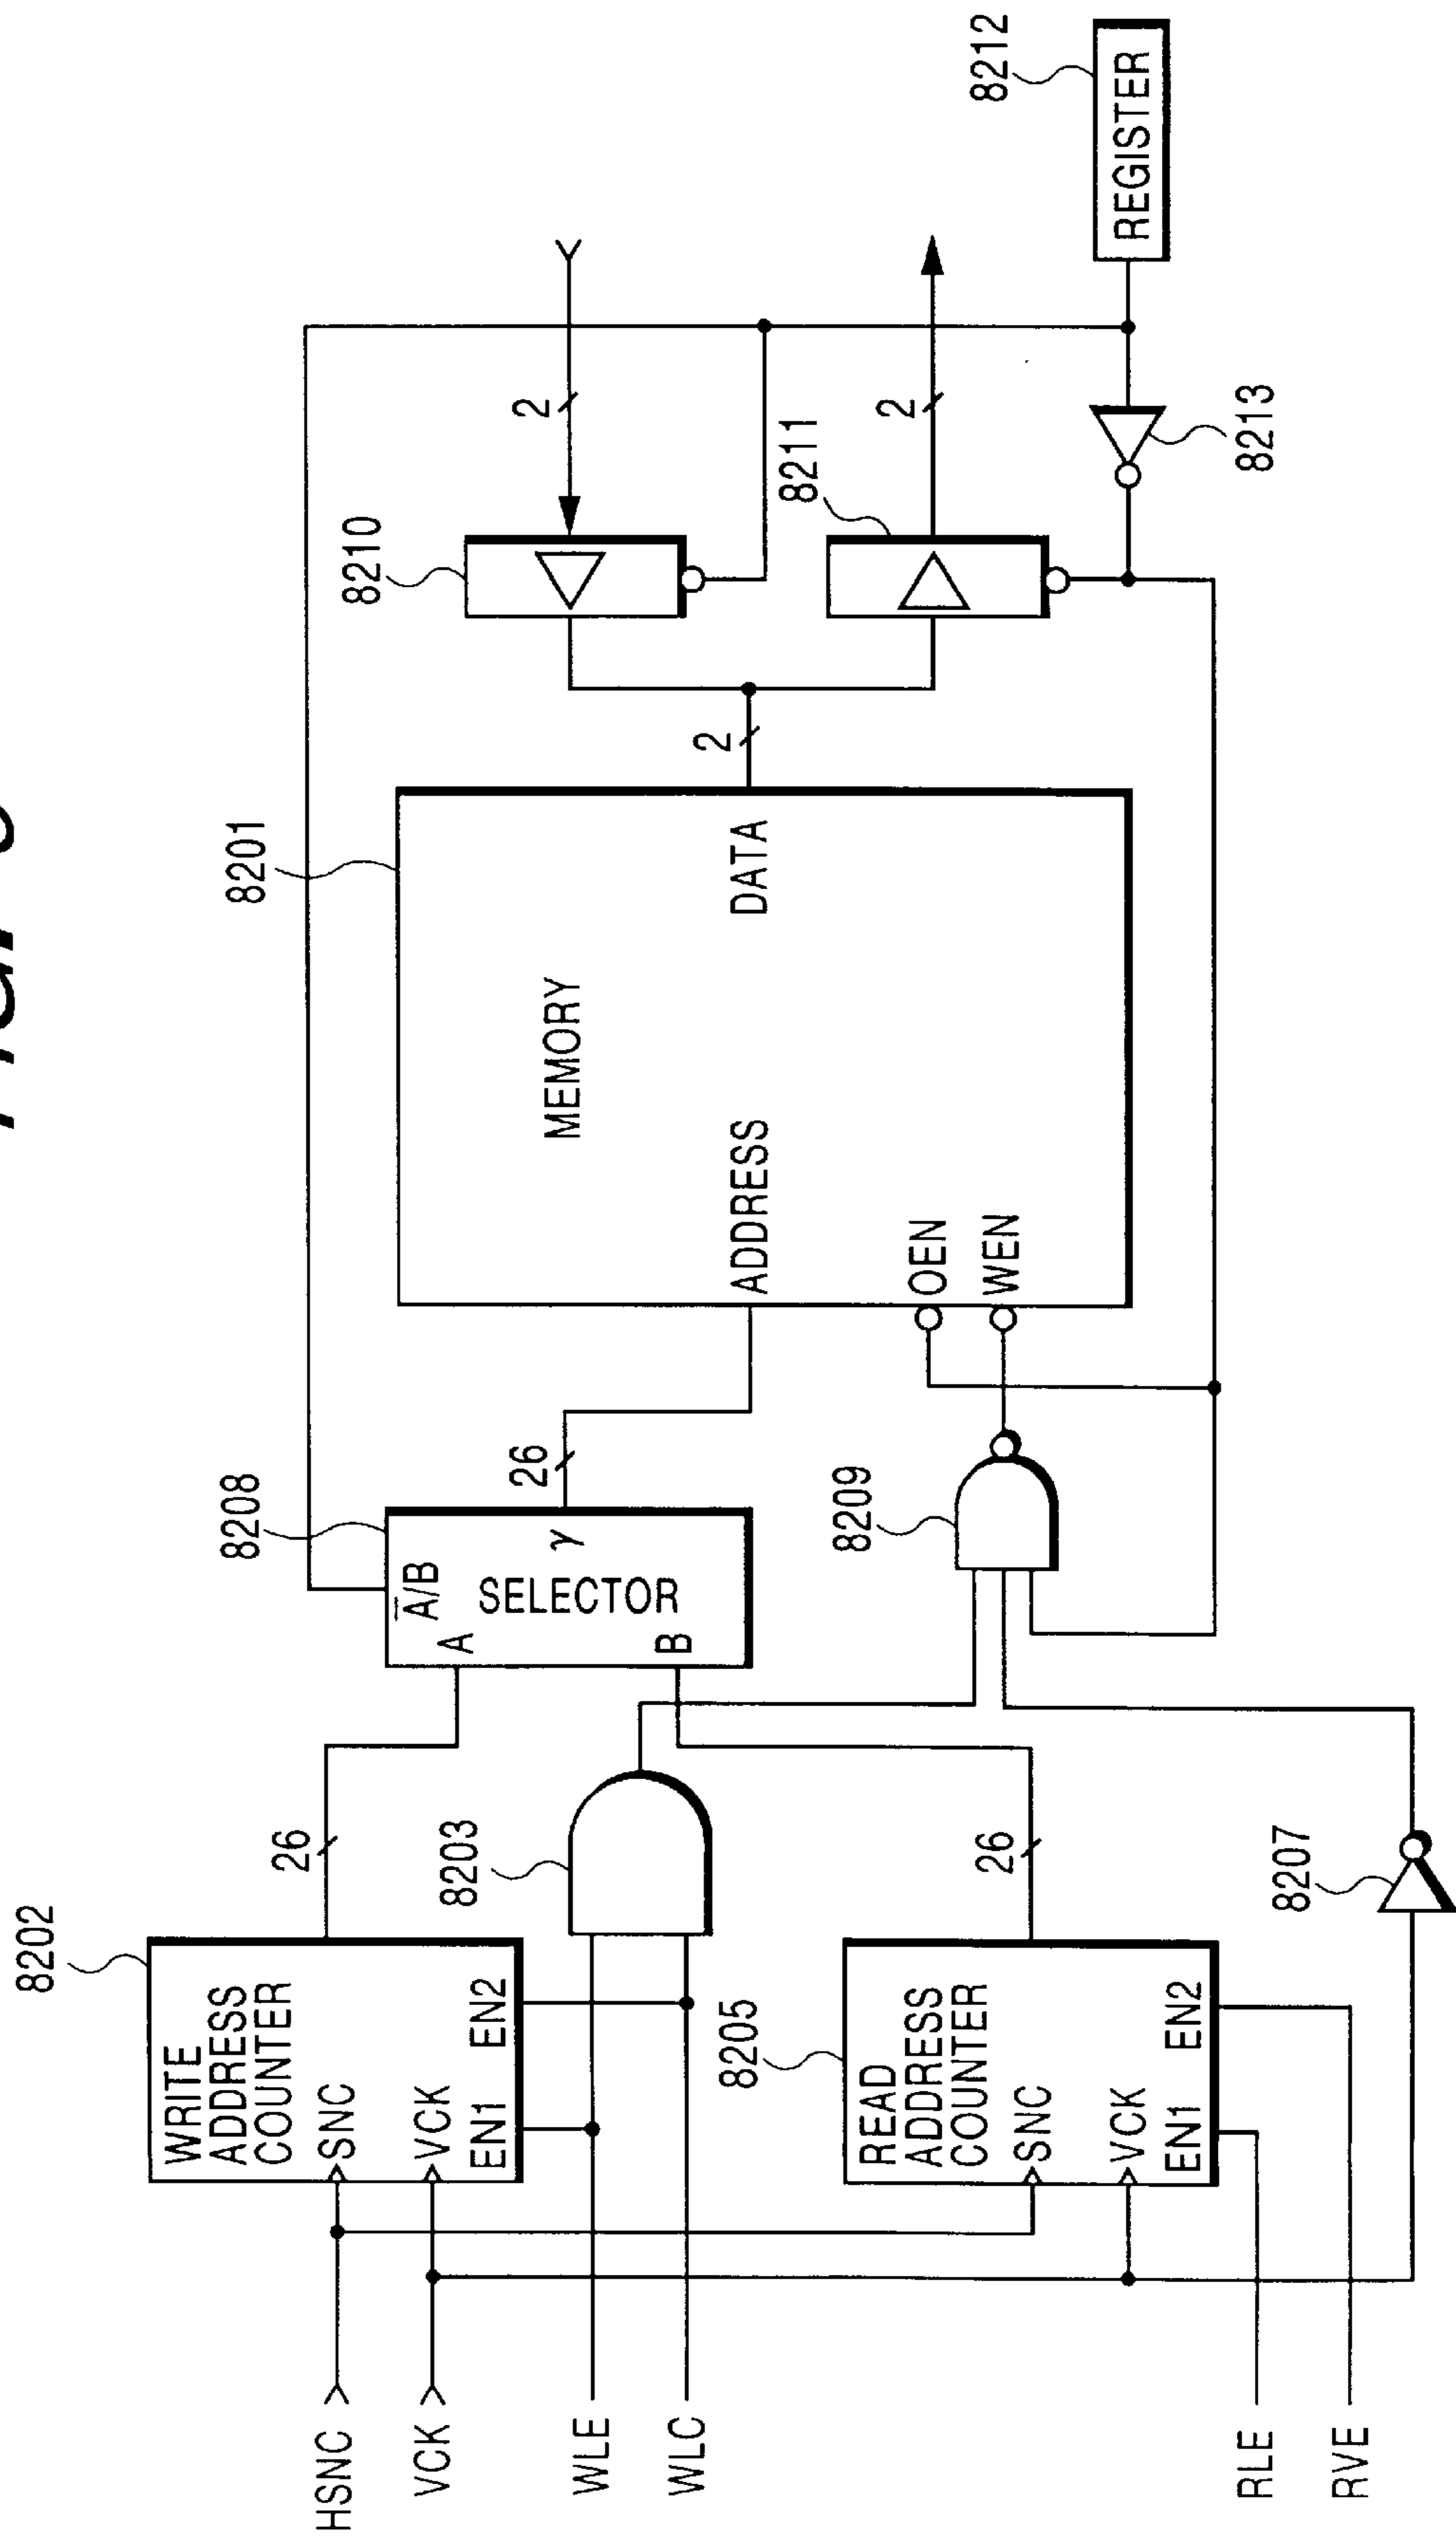 8202
WRITE
ADDRESS
COUNTER
SNC
VCK
EN1
EN2
HSNC
VCK
WLE
WLC
26
8203
8205
READ
ADDRESS
COUNTER
SNC
VCK
EN1
EN2
RLE
RVE
26
8207
8208
A/B
A
B
γ
SELECTOR
26
8209
8201
MEMORY
ADDRESS
DATA
OEN
WEN
2
8210
2
8211
2
8213
8212
REGISTER